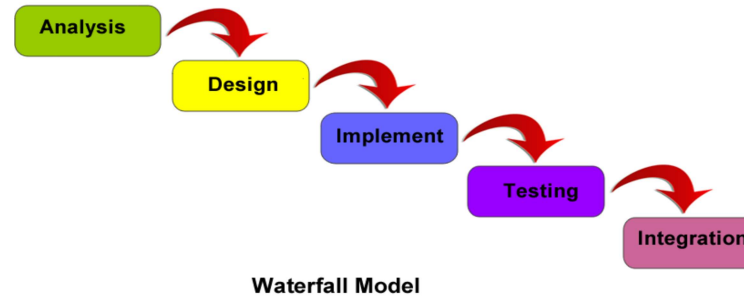 Analysis
Design
Implement
Testing
Integration
Waterfall Model